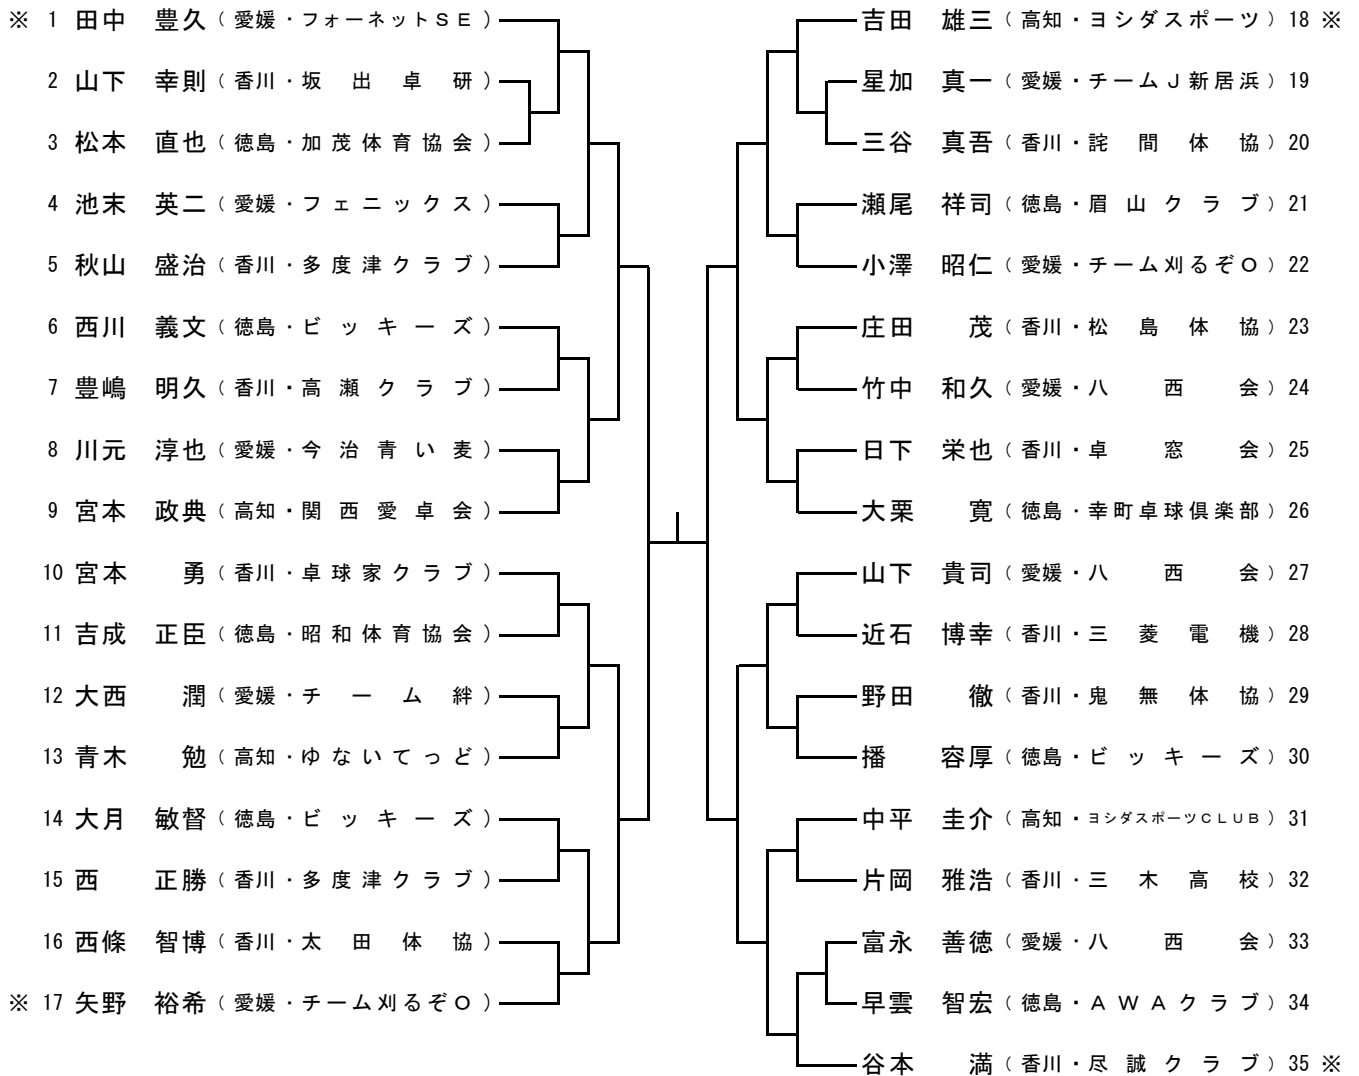 ※ 1 田中 豊久（愛媛・フォーネットＳＥ）
2 山下 幸則（香川・坂出卓研）
3 松本 直也（徳島・加茂体育協会）
4 池末 英二（愛媛・フェニックス）
5 秋山 盛治（香川・多度津クラブ）
6 西川 義文（徳島・ビッキーズ）
7 豊嶋 明久（香川・高瀬クラブ）
8 川元 淳也（愛媛・今治青い麦）
9 宮本 政典（高知・関西愛卓会）
10 宮本 勇（香川・卓球家クラブ）
11 吉成 正臣（徳島・昭和体育協会）
12 大西 潤（愛媛・チーム絆）
13 青木 勉（高知・ゆないてっど）
14 大月 敏督（徳島・ビッキーズ）
15 西 正勝（香川・多度津クラブ）
16 西條 智博（香川・太田体協）
※ 17 矢野 裕希（愛媛・チーム刈るぞＯ）
吉田 雄三（高知・ヨシダスポーツ）18 ※
星加 真一（愛媛・チームＪ新居浜）19
三谷 真吾（香川・詫間体協）20
瀬尾 祥司（徳島・眉山クラブ）21
小澤 昭仁（愛媛・チーム刈るぞＯ）22
庄田 茂（香川・松島体協）23
竹中 和久（愛媛・八西会）24
日下 栄也（香川・卓窓会）25
大栗 寛（徳島・幸町卓球倶楽部）26
山下 貴司（愛媛・八西会）27
近石 博幸（香川・三菱電機）28
野田 徹（香川・鬼無体協）29
播 容厚（徳島・ビッキーズ）30
中平 圭介（高知・ヨシダスポーツＣＬＵＢ）31
片岡 雅浩（香川・三木高校）32
富永 善徳（愛媛・八西会）33
早雲 智宏（徳島・ＡＷＡクラブ）34
谷本 満（香川・尽誠クラブ）35 ※